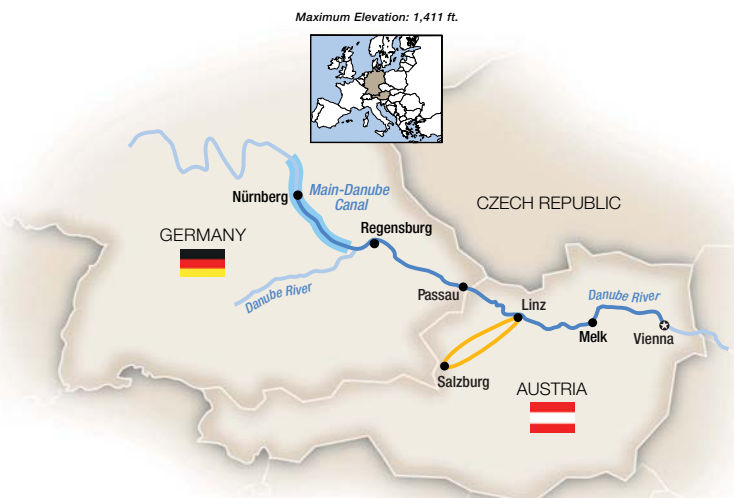 Maximum Elevation: 1,411 ft.
Nürnberg
Main-Danube
Canal
CZECH REPUBLIC
GERMANY
Regensburg
Danube River
Passau
Linz
Danube River
Melk
Vienna
Salzburg
AUSTRIA